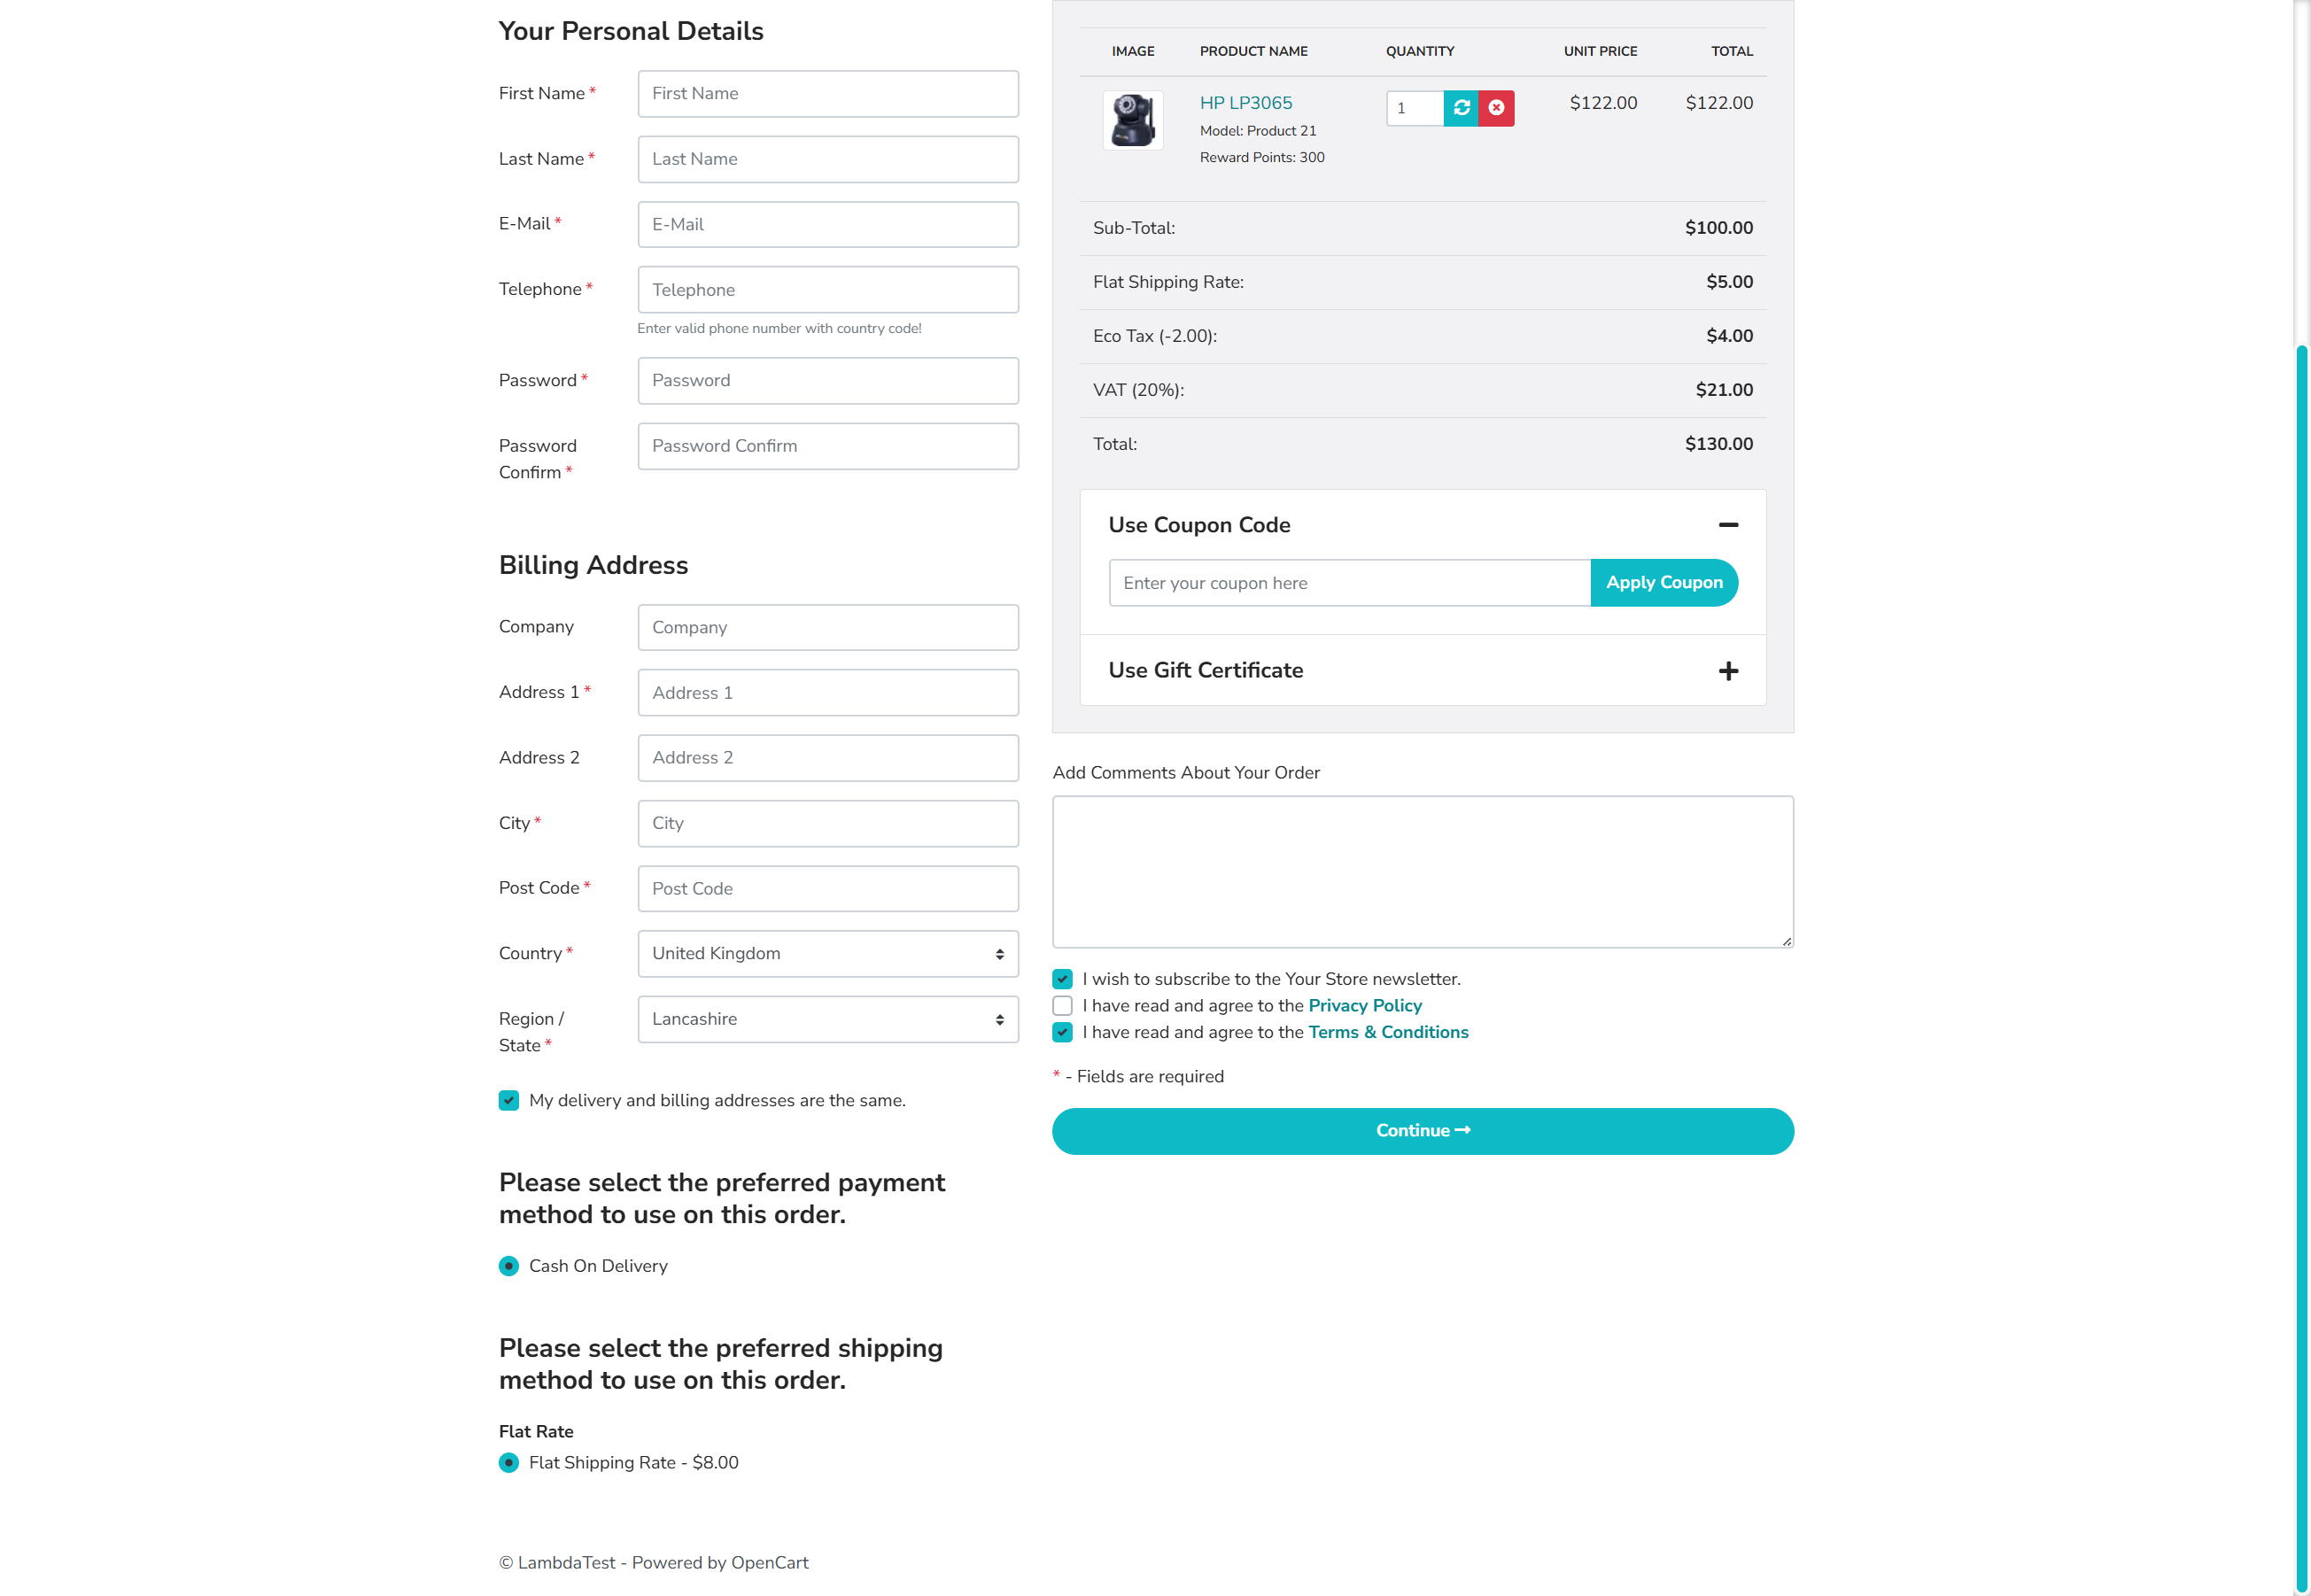 Your Personal Details
First Name *
First Name
Last Name *
Last Name
E-Mail *
E-Mail
Telephone *
Telephone
Enter valid phone number with country code!
Password *
Password
Password
Confirm *
Password Confirm
Billing Address
Company
Company
Address 1 *
Address 1
Address 2
Address 2
City *
City
Post Code *
Post Code
Country *
United Kingdom
Region /
State *
Lancashire
My delivery and billing addresses are the same.
Please select the preferred payment
method to use on this order.
Cash On Delivery
Please select the preferred shipping
method to use on this order.
Flat Rate
Flat Shipping Rate - $8.00
© LambdaTest - Powered by OpenCart
IMAGE PRODUCT NAME QUANTITY UNIT PRICE TOTAL
HP LP3065 1 $122.00 $122.00
Model: Product 21
Reward Points: 300
Sub-Total: $100.00
Flat Shipping Rate: $5.00
Eco Tax (-2.00): $4.00
VAT (20%): $21.00
Total: $130.00
Use Coupon Code
Enter your coupon here Apply Coupon
Use Gift Certificate
Add Comments About Your Order
I wish to subscribe to the Your Store newsletter.
I have read and agree to the Privacy Policy
I have read and agree to the Terms & Conditions
* - Fields are required
Continue